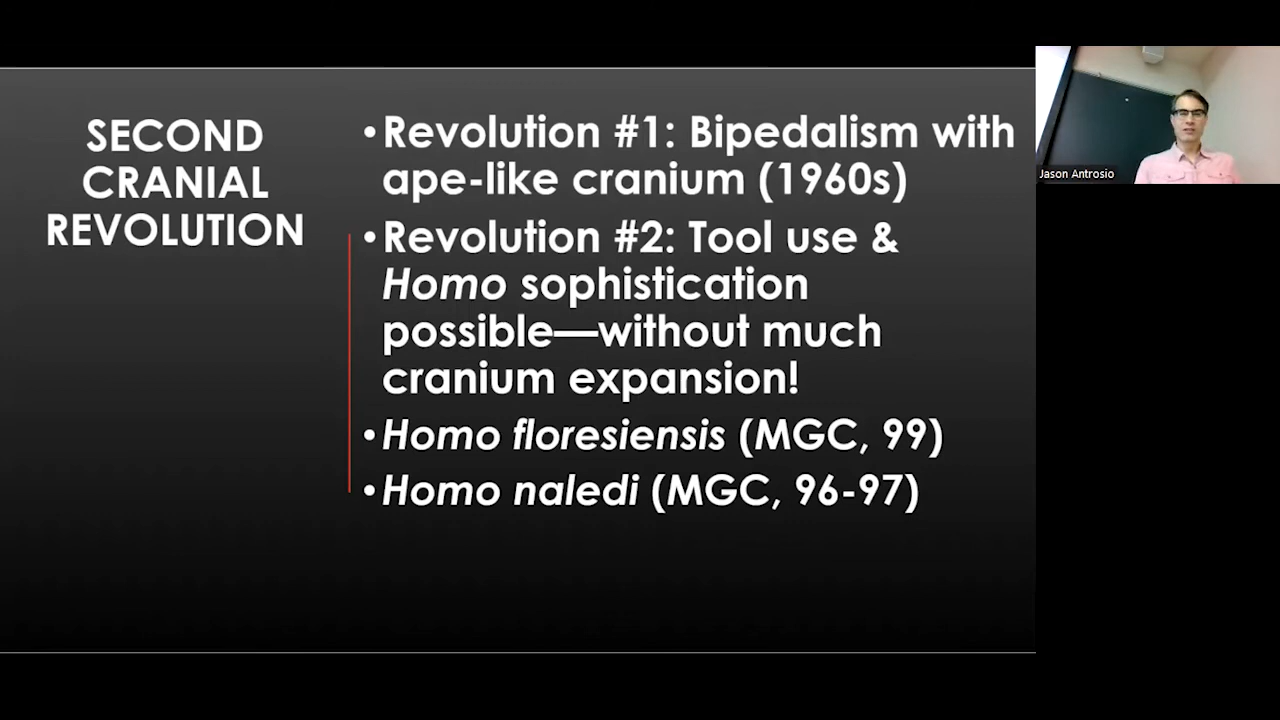 SECOND
CRANIAL
REVOLUTION
•Revolution #1: Bipedalism with
ape-like cranium (1960s)
•Revolution #2: Tool use &
Homo sophistication
possible—without much
cranium expansion!
•Homo floresiensis (MGC, 99)
•Homo naledi (MGC, 96-97)
Jason Antrosio